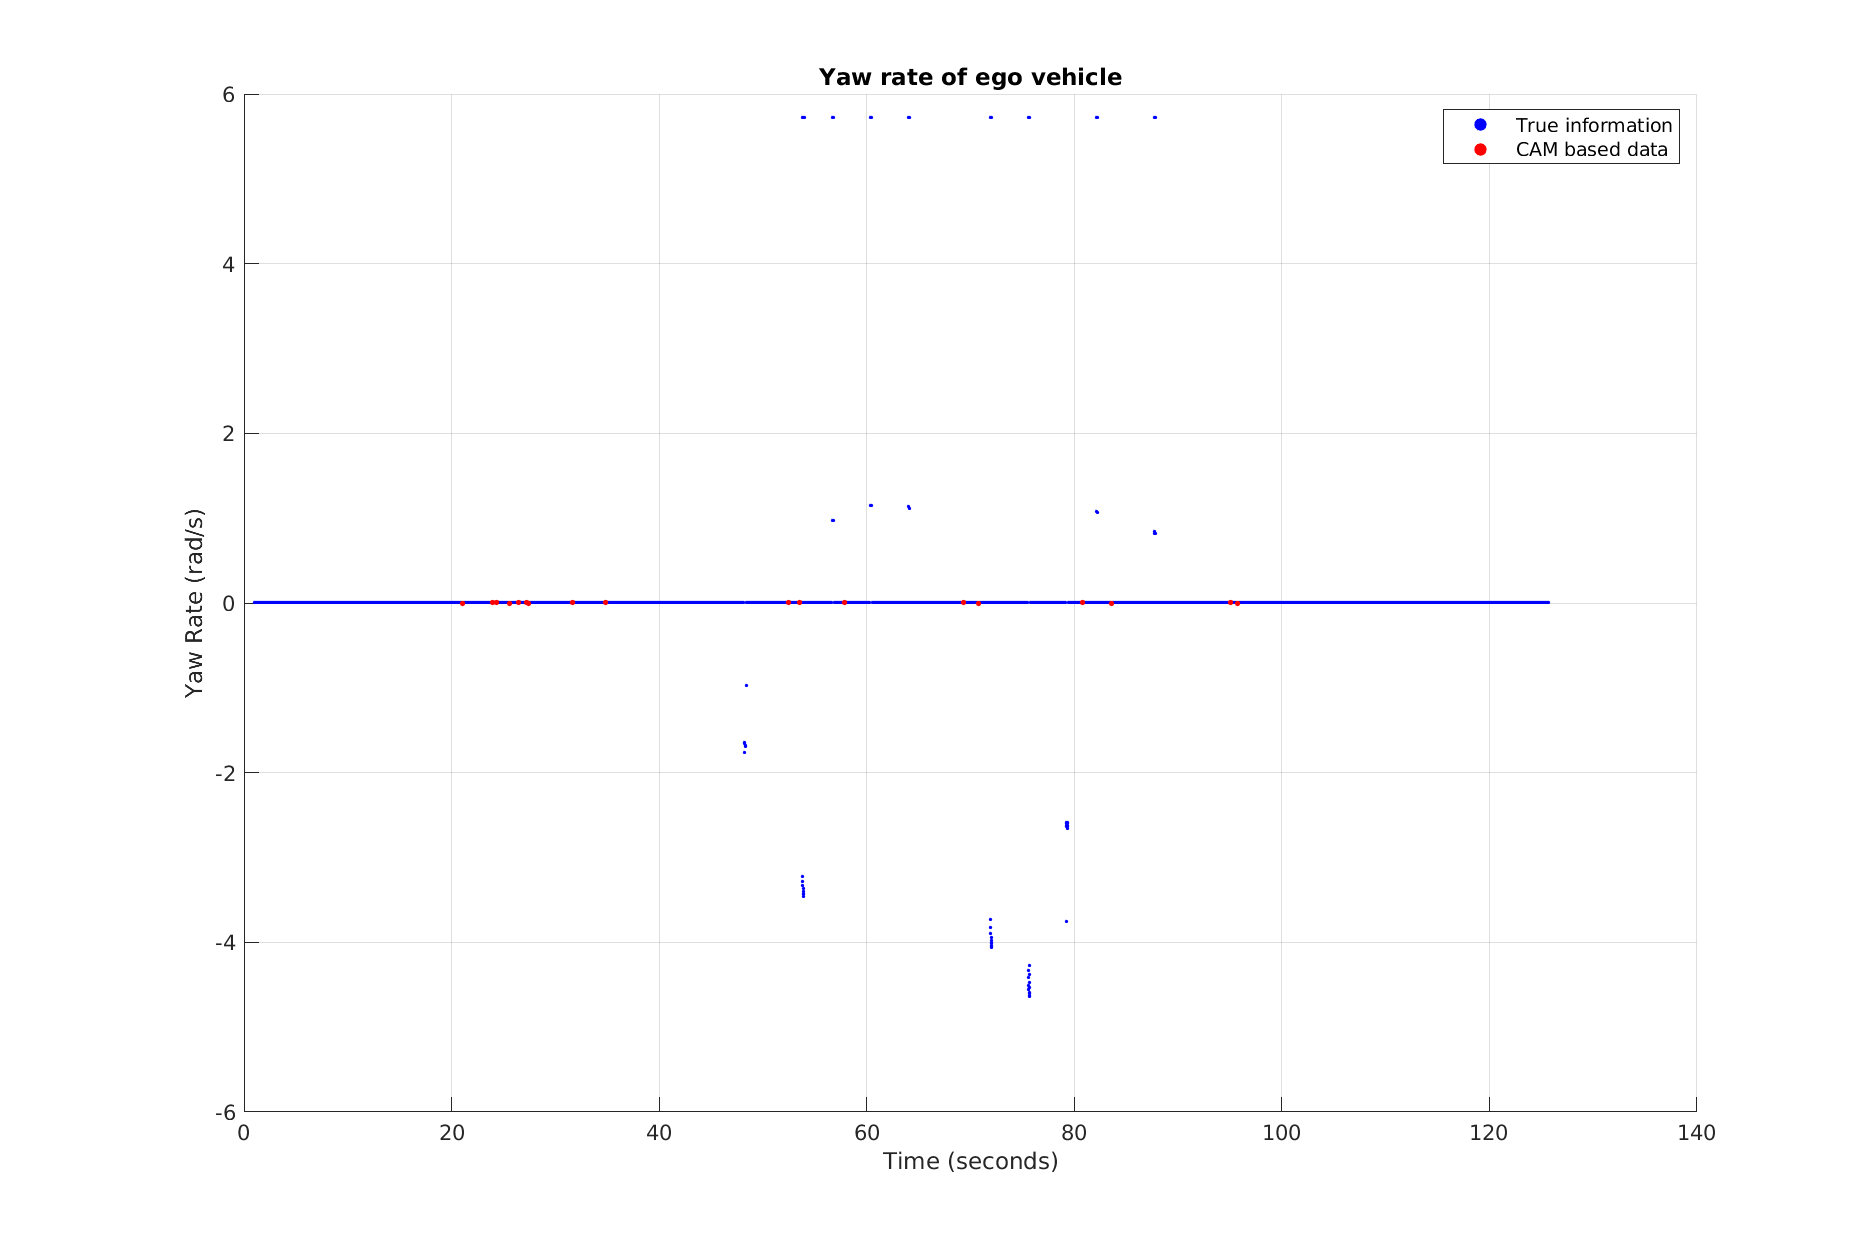 Yaw rate of ego vehicle
True information
CAM based data
Yaw Rate (rad/s)
6
4
2
0
-2
-4
-6
0 20 40 60 80 100 120 140
Time (seconds)